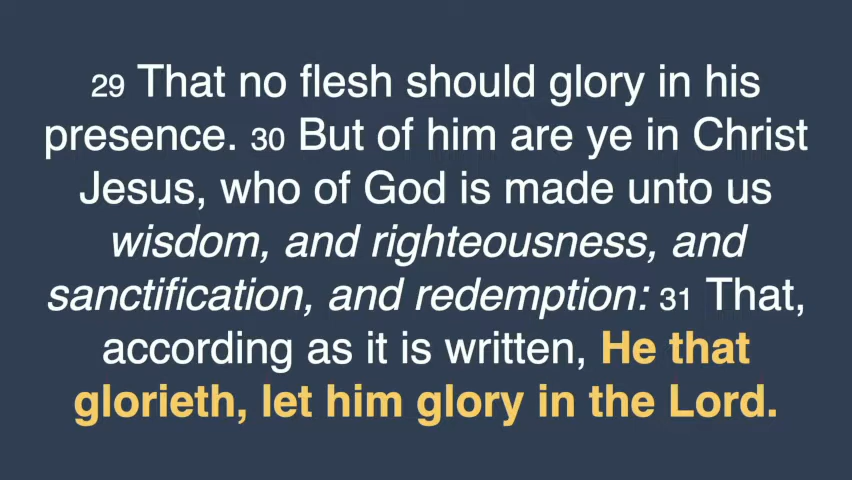 29 That no flesh should glory in his
presence. 30 But of him are ye in Christ
Jesus, who of God is made unto us
wisdom, and righteousness, and
sanctification, and redemption: 31 That,
according as it is written, He that
glorieth, let him glory in the Lord.